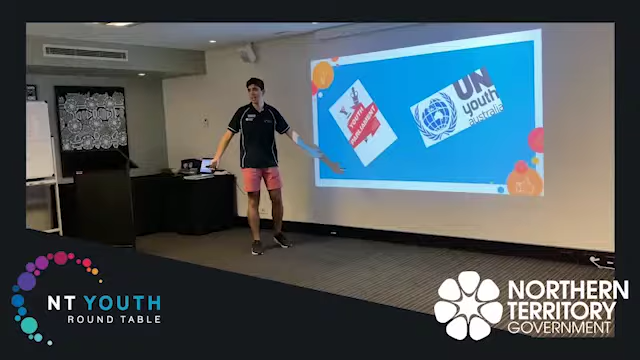 YOUTH
PARLIAMENT
UN
youth
australia
NT YOUTH
ROUND TABLE
NORTHERN
TERRITORY
GOVERNMENT